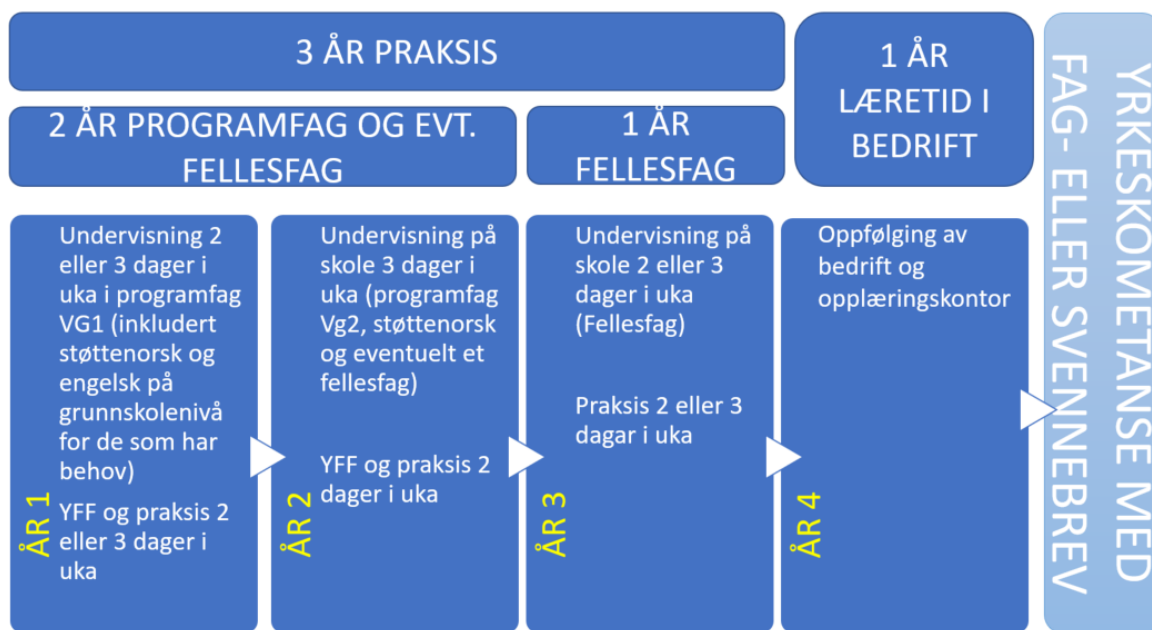 3 ÅR PRAKSIS
1 ÅR
LÆRETID I
BEDRIFT
2 ÅR PROGRAMFAG OG EVT.
FELLESFAG
1 ÅR
FELLESFAG
Undervisning 2
eller 3 dager i
uka i programfag
VG1 (inkludert
støttenorsk og
engelsk på
grunnskolenivå
for de som har
behov)
YFF og praksis 2
eller 3 dager i
uka
ÅR 1
Undervisning på
skole 3 dager i
uka (programfag
Vg2, støttenorsk
og eventuelt et
fellesfag)
YFF og praksis 2
dager i uka
ÅR 2
Undervisning på
skole 2 eller 3
dager i uka
(Fellesfag)
Praksis 2 eller 3
dagar i uka
ÅR 3
Oppfølging av
bedrift og
opplæringskontor
ÅR 4
YRKESKOMETANSE MED
FAG- ELLER SVENNEBREV